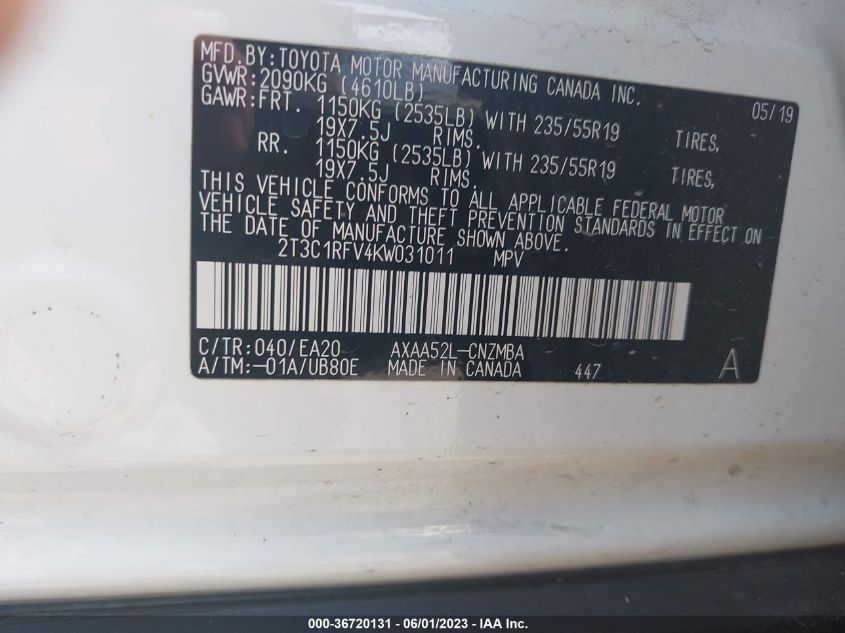 MFD. BY: TOYOTA MOTOR MANUFACTURING CANADA INC.
GVWR: 2090KG (4610LB) 05/19
GAWR: FRT. 1150KG (2535LB) WITH 235/55R19 TIRES,
19X7.5J RIMS.
RR. 1150KG (2535LB) WITH 235/55R19 TIRES,
19X7.5J RIMS.
THIS VEHICLE CONFORMS TO ALL APPLICABLE FEDERAL MOTOR
VEHICLE SAFETY AND THEFT PREVENTION STANDARDS IN EFFECT ON
THE DATE OF MANUFACTURE SHOWN ABOVE.
2T3C1RFV4KW031011 MPV
C/TR: 040/EA20 AXAA52L-CNZMBA
A/TM: -01A/UB80E MADE IN CANADA 447 A
000-36720131 - 06/01/2023 - IAA Inc.